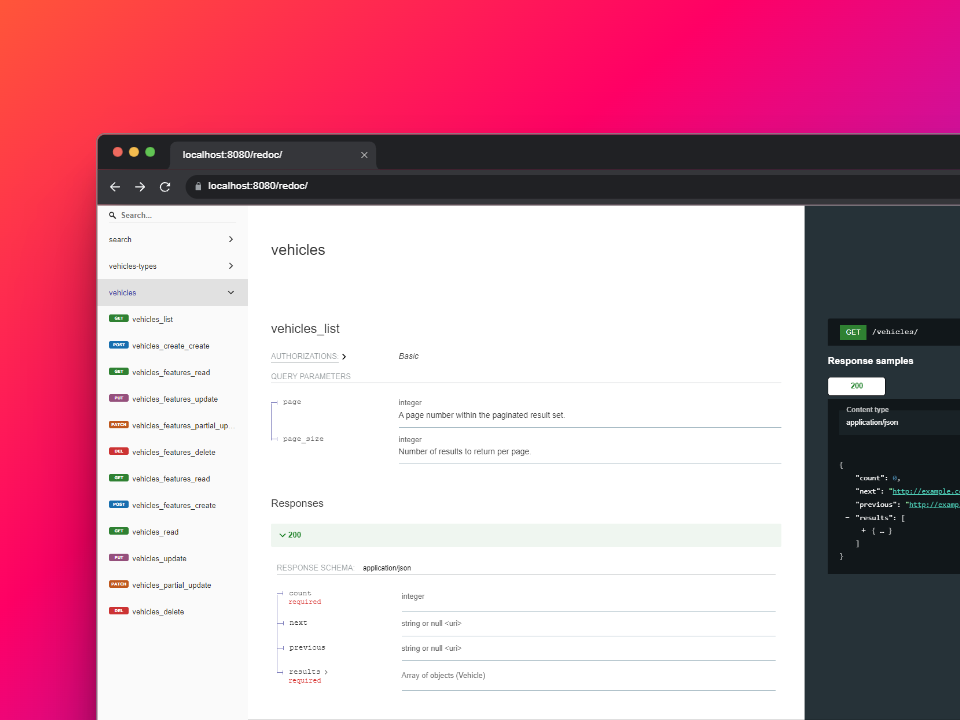 localhost:8080/redoc/
localhost:8080/redoc/
Search...
search
vehicles-types
vehicles
GET vehicles_list
POST vehicles_create_create
GET vehicles_features_read
PUT vehicles_features_update
PATCH vehicles_features_partial_up...
DEL vehicles_features_delete
GET vehicles_features_read
POST vehicles_features_create
GET vehicles_read
PUT vehicles_update
PATCH vehicles_partial_update
DEL vehicles_delete
vehicles
vehicles_list
AUTHORIZATIONS: Basic
QUERY PARAMETERS
page integer
A page number within the paginated result set.
page_size integer
Number of results to return per page.
Responses
200
RESPONSE SCHEMA: application/json
count integer
required
next string or null <uri>
previous string or null <uri>
results Array of objects (Vehicle)
required
GET /vehicles/
Response samples
200
Content type
application/json
{
"count": 0,
"next": "http://example.c
"previous": "http://examp
- "results": [
+ { … }
]
}